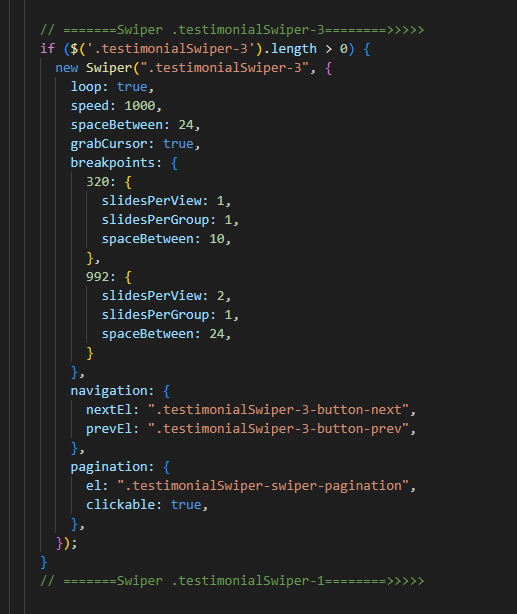 // =======Swiper .testimonialSwiper-3========>>>>>
if ($('.testimonialSwiper-3').length > 0) {
  new Swiper(".testimonialSwiper-3", {
    loop: true,
    speed: 1000,
    spaceBetween: 24,
    grabCursor: true,
    breakpoints: {
      320: {
        slidesPerView: 1,
        slidesPerGroup: 1,
        spaceBetween: 10,
      },
      992: {
        slidesPerView: 2,
        slidesPerGroup: 1,
        spaceBetween: 24,
      }
    },
    navigation: {
      nextEl: ".testimonialSwiper-3-button-next",
      prevEl: ".testimonialSwiper-3-button-prev",
    },
    pagination: {
      el: ".testimonialSwiper-swiper-pagination",
      clickable: true,
    },
  });
}
// =======Swiper .testimonialSwiper-1========>>>>>